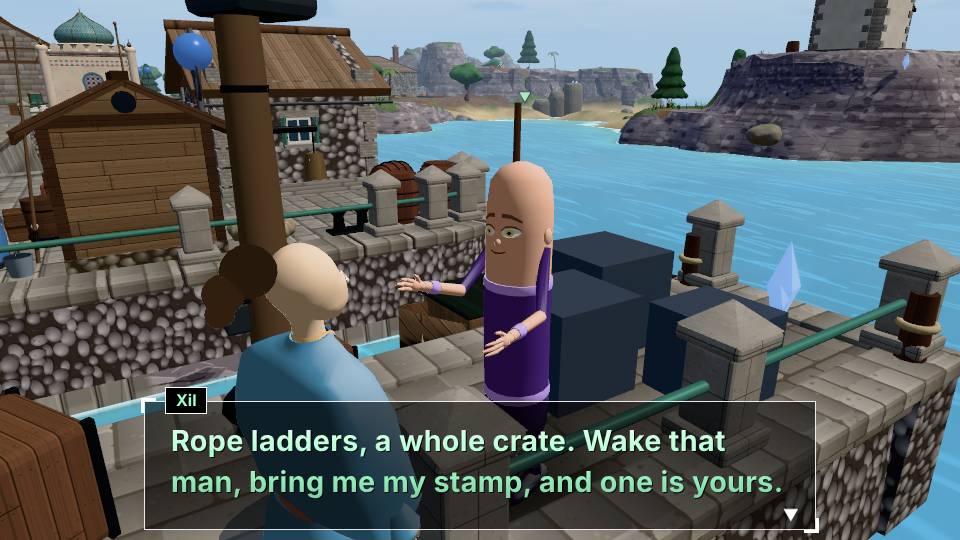 Xil
Rope ladders, a whole crate. Wake that
man, bring me my stamp, and one is yours.